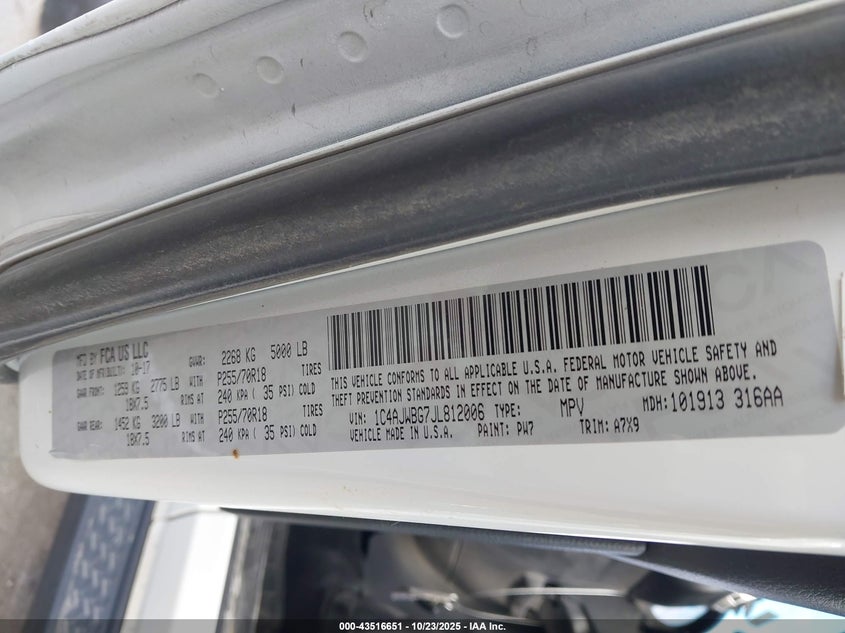 MFD BY FCA US LLC
DATE OF MFR(BUILT): 10-17
GVWR: 2268 KG 5000 LB
GAWR FRONT: 1259 KG 2775 LB WITH P255/70R18 TIRES
18X7.5 RIMS AT 240 KPA ( 35 PSI) COLD
GAWR REAR: 1452 KG 3200 LB WITH P255/70R18 TIRES
18X7.5 RIMS AT 240 KPA ( 35 PSI) COLD
THIS VEHICLE CONFORMS TO ALL APPLICABLE U.S.A. FEDERAL MOTOR VEHICLE SAFETY AND
THEFT PREVENTION STANDARDS IN EFFECT ON THE DATE OF MANUFACTURE SHOWN ABOVE.
VIN: 1C4AJWBG7JL812006 TYPE: MPV MDH:101913 316AA
VEHICLE MADE IN U.S.A. PAINT: PW7 TRIM: A7X9
000-43516651 - 10/23/2025 - IAA Inc.